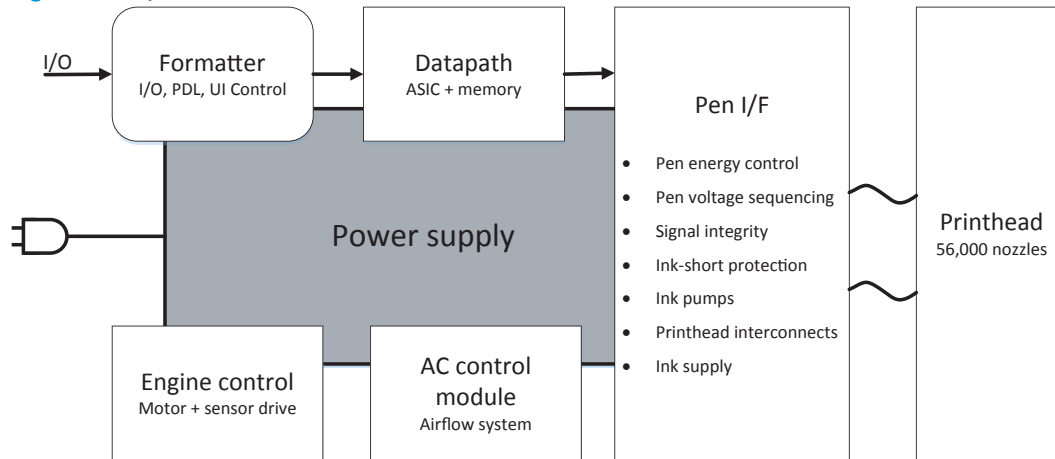 I/O
Formatter
I/O, PDL, UI Control
Datapath
ASIC + memory
Pen I/F
• Pen energy control
• Pen voltage sequencing
• Signal integrity
• Ink-short protection
• Ink pumps
• Printhead interconnects
• Ink supply
Printhead
56,000 nozzles
Power supply
Engine control
Motor + sensor drive
AC control
module
Airflow system